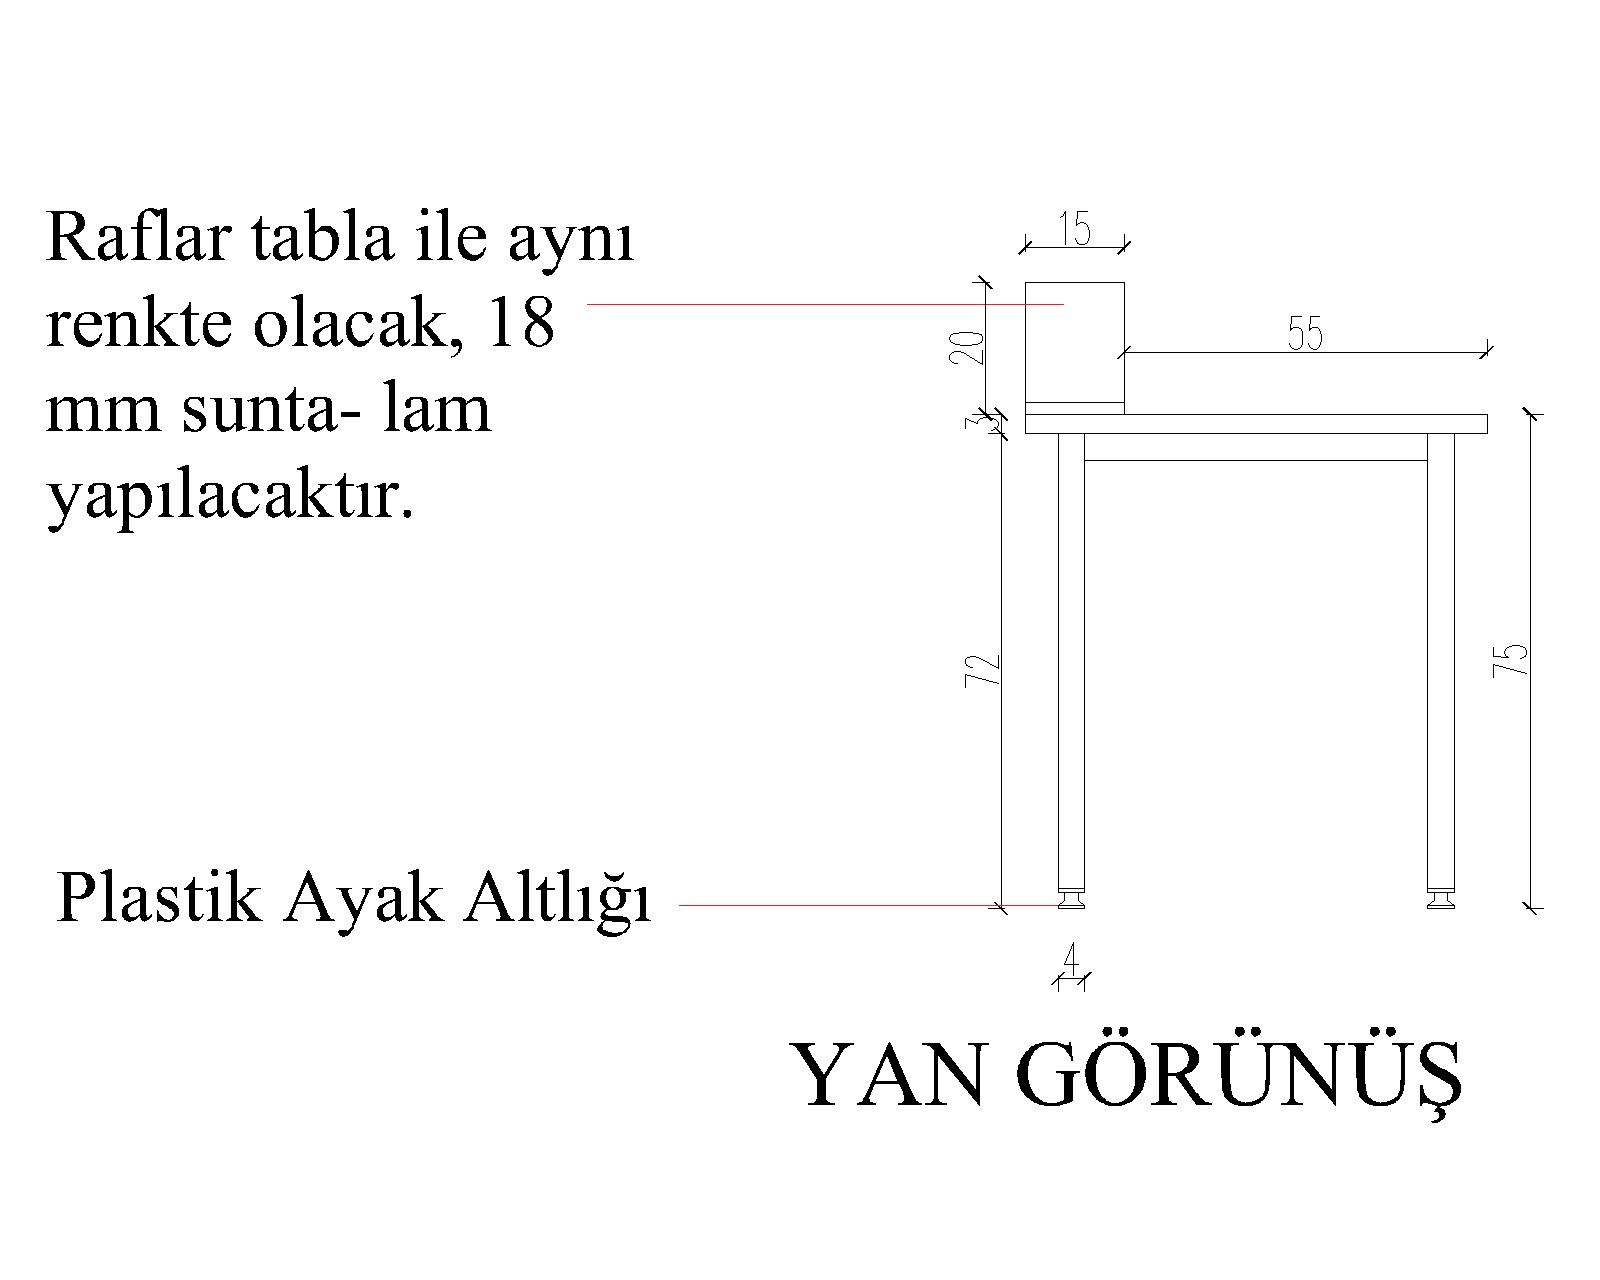 15
Raflar tabla ile aynı
renkte olacak, 18
mm sunta- lam
yapılacaktır.
20
55
3
72
75
Plastik Ayak Altlığı
4
YAN GÖRÜNÜŞ